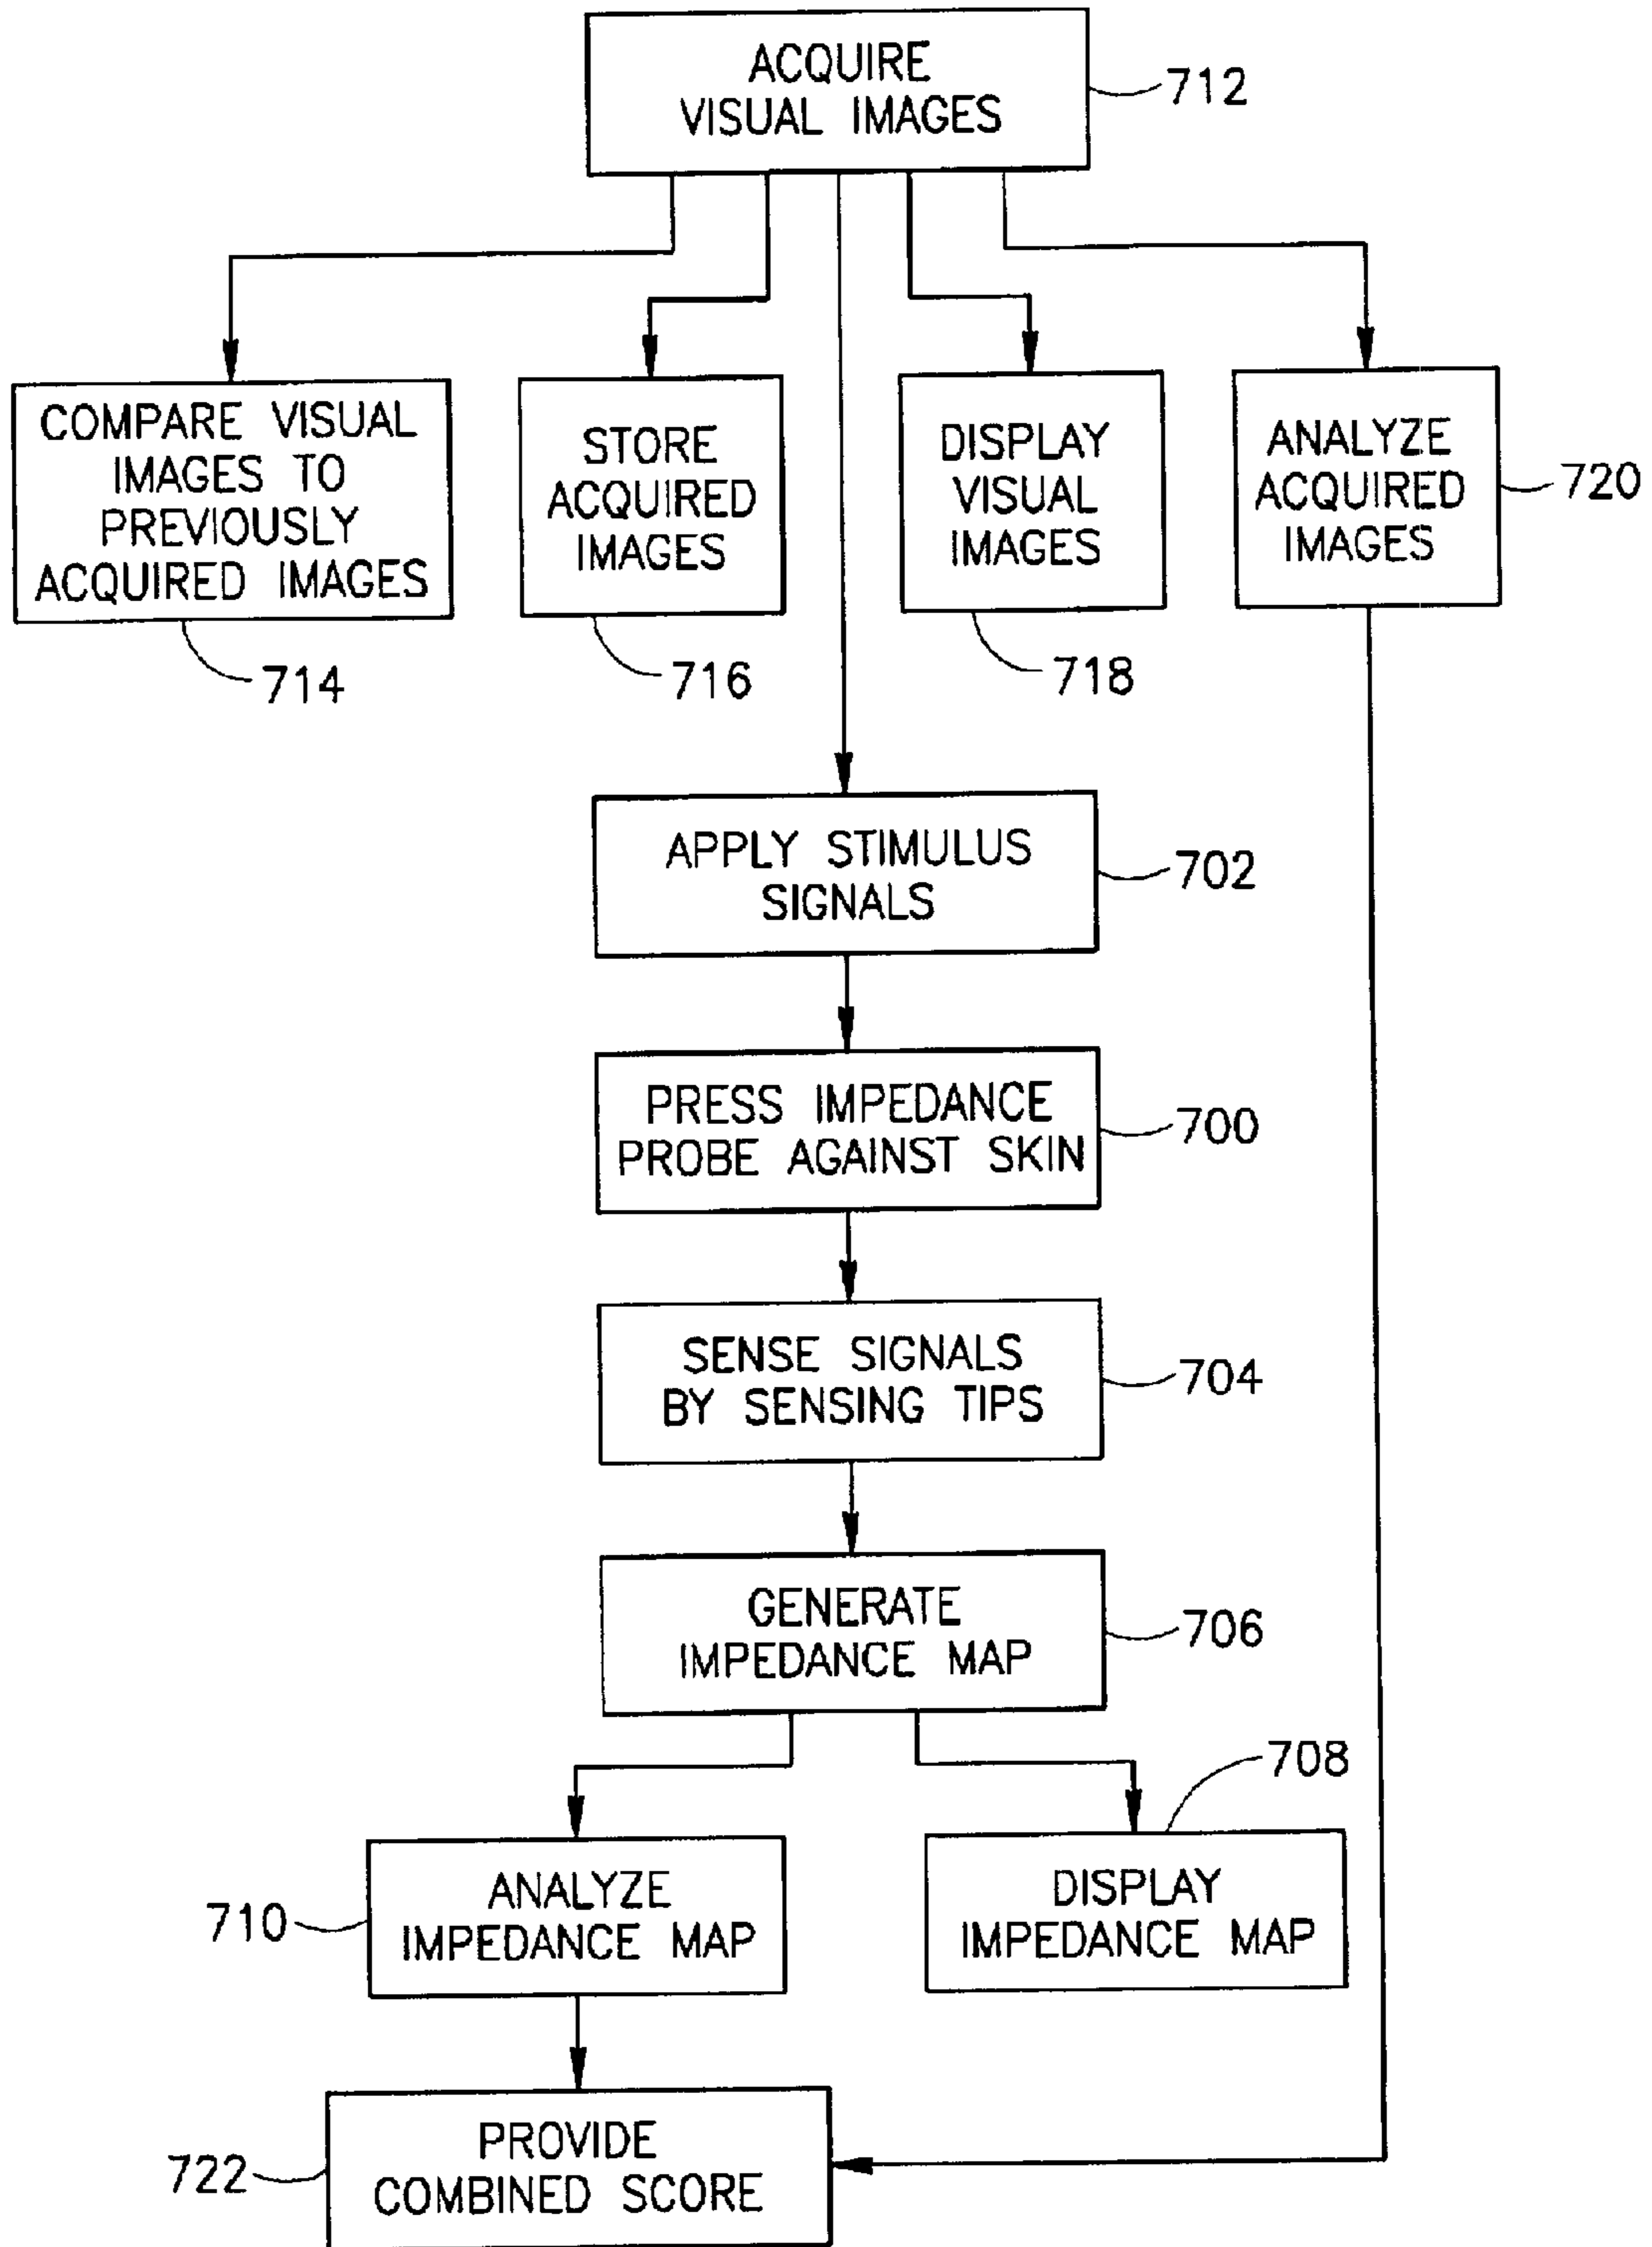 ACQUIRE
VISUAL IMAGES
712
COMPARE VISUAL
IMAGES TO
PREVIOUSLY
ACQUIRED IMAGES
714
STORE
ACQUIRED
IMAGES
716
DISPLAY
VISUAL
IMAGES
718
ANALYZE
ACQUIRED
IMAGES
720
APPLY STIMULUS
SIGNALS
702
PRESS IMPEDANCE
PROBE AGAINST SKIN
700
SENSE SIGNALS
BY SENSING TIPS
704
GENERATE
IMPEDANCE MAP
706
708
710
ANALYZE
IMPEDANCE MAP
DISPLAY
IMPEDANCE MAP
722
PROVIDE
COMBINED SCORE